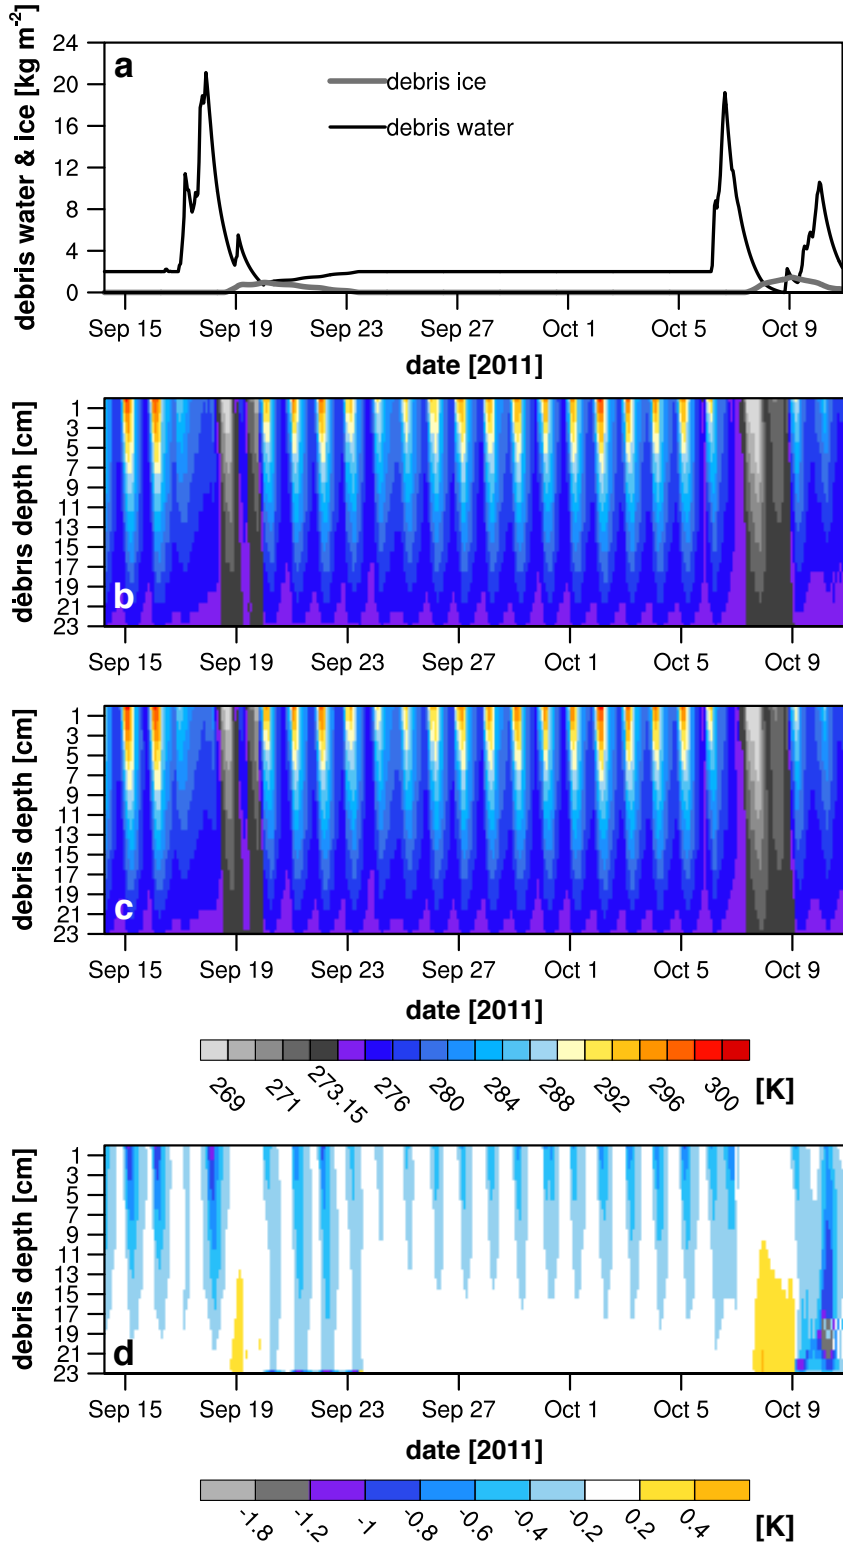 debris water & ice [kg m-2]
24
20
16
12
8
4
0
a
debris ice
debris water
Sep 15 Sep 19 Sep 23 Sep 27 Oct 1 Oct 5 Oct 9
date [2011]
debris depth [cm]
1
3
5
7
9
11
13
15
17
19
21
23
b
Sep 15 Sep 19 Sep 23 Sep 27 Oct 1 Oct 5 Oct 9
debris depth [cm]
1
3
5
7
9
11
13
15
17
19
21
23
c
Sep 15 Sep 19 Sep 23 Sep 27 Oct 1 Oct 5 Oct 9
date [2011]
269 271 273.15 276 280 284 288 292 296 300 [K]
debris depth [cm]
1
3
5
7
9
11
13
15
17
19
21
23
d
Sep 15 Sep 19 Sep 23 Sep 27 Oct 1 Oct 5 Oct 9
date [2011]
-1.8 -1.2 -1 -0.8 -0.6 -0.4 -0.2 0.2 0.4 [K]